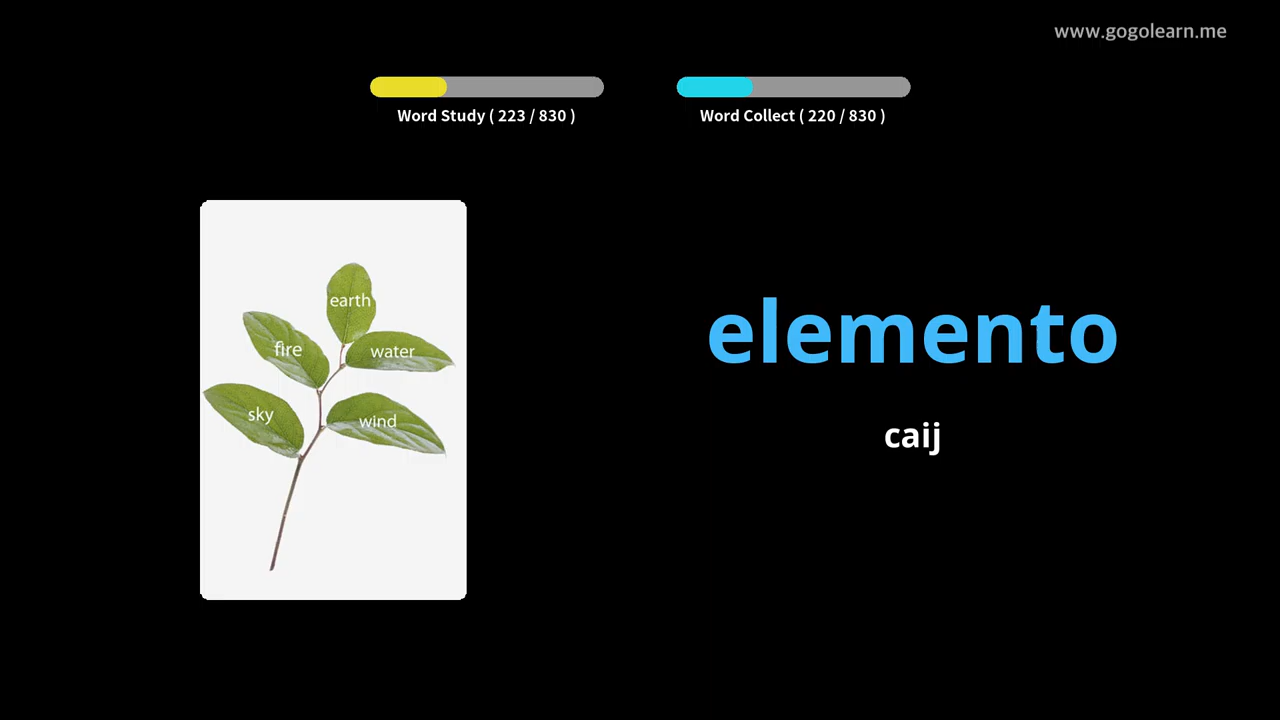 www.gogolearn.me
Word Study ( 223 / 830 )
Word Collect ( 220 / 830 )
earth
fire
water
sky
wind
elemento
caij